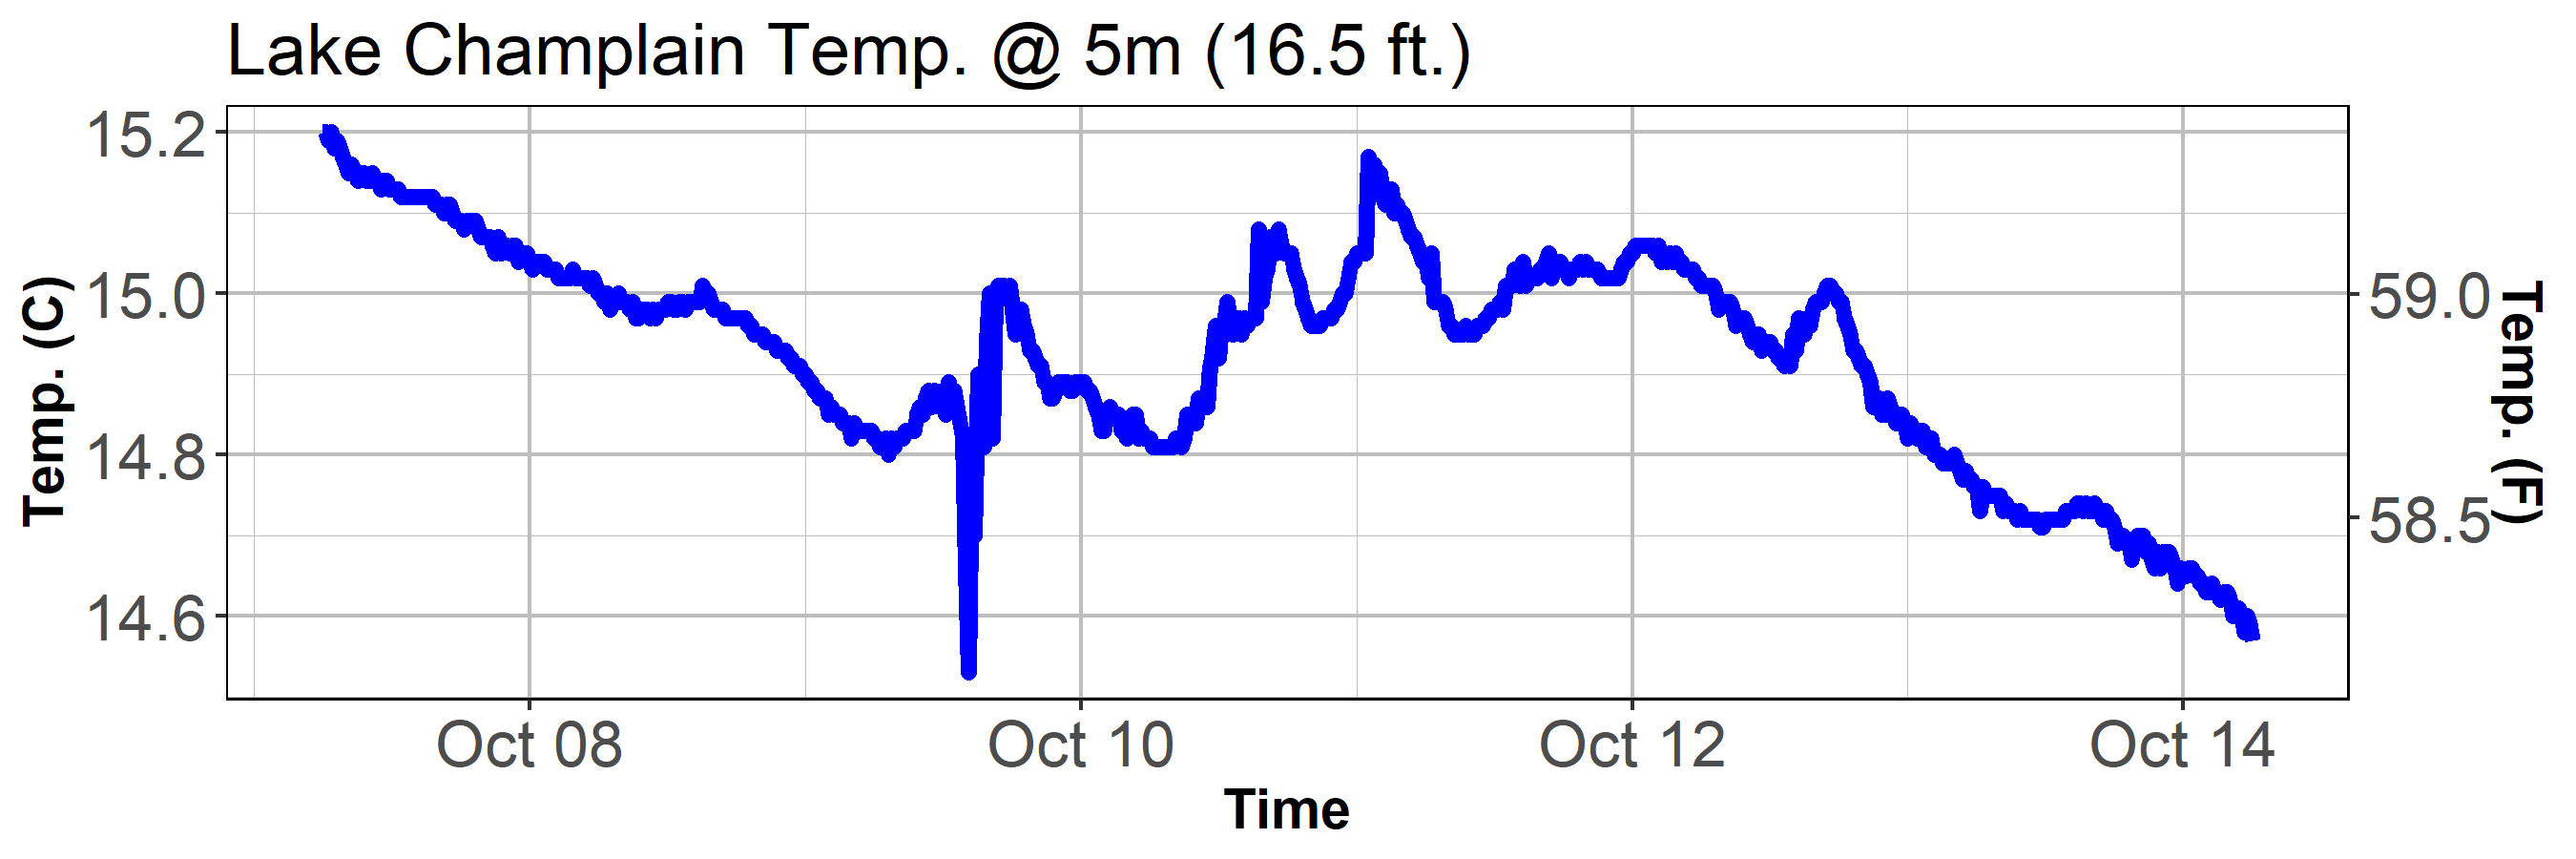 Lake Champlain Temp. @ 5m (16.5 ft.)
15.2
15.0
14.8
14.6
Temp. (C)
59.0
58.5
Temp. (F)
Oct 08 Oct 10 Oct 12 Oct 14
Time